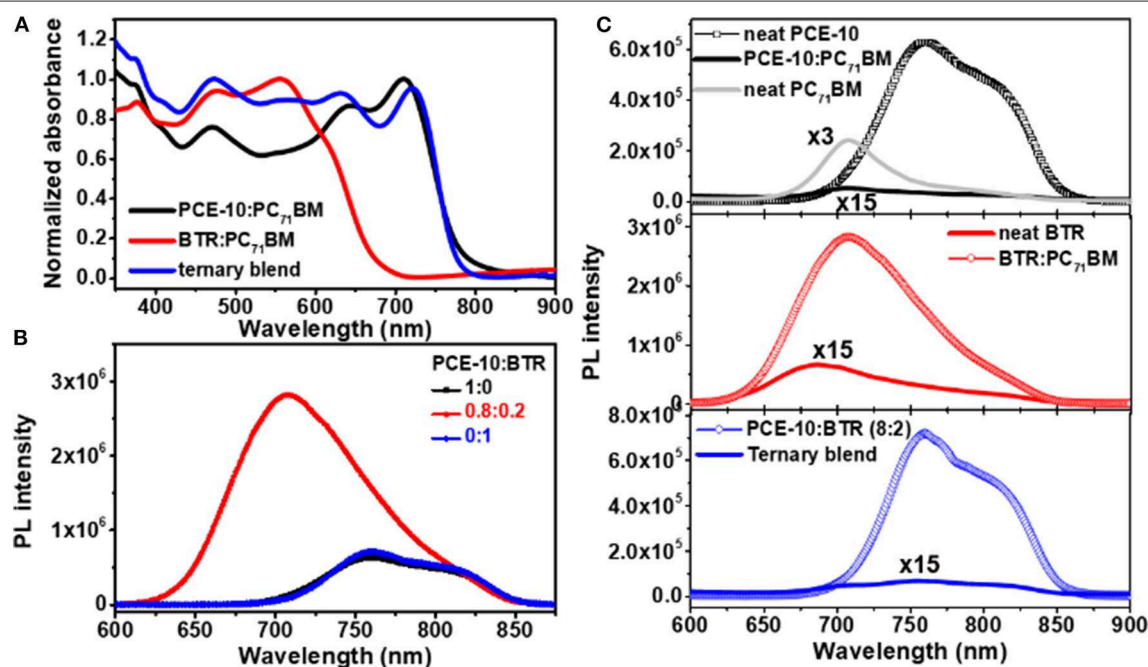 A
Normalized absorbance
1.2
1.0
0.8
0.6
0.4
0.2
0.0
PCE-10:PC₇₁BM
BTR:PC₇₁BM
ternary blend
400 500 600 700 800 900
Wavelength (nm)
B
PL intensity
3x10⁶
2x10⁶
1x10⁶
0
PCE-10:BTR
1:0
0.8:0.2
0:1
600 650 700 750 800 850
Wavelength (nm)
C
PL intensity
6.0x10⁵
4.0x10⁵
2.0x10⁵
0.0
neat PCE-10
PCE-10:PC₇₁BM
neat PC₇₁BM
x3
x15
3x10⁶
2x10⁶
1x10⁶
0
neat BTR
BTR:PC₇₁BM
x15
8.0x10⁵
6.0x10⁵
4.0x10⁵
2.0x10⁵
0.0
PCE-10:BTR (8:2)
Ternary blend
x15
600 650 700 750 800 850 900
Wavelength (nm)